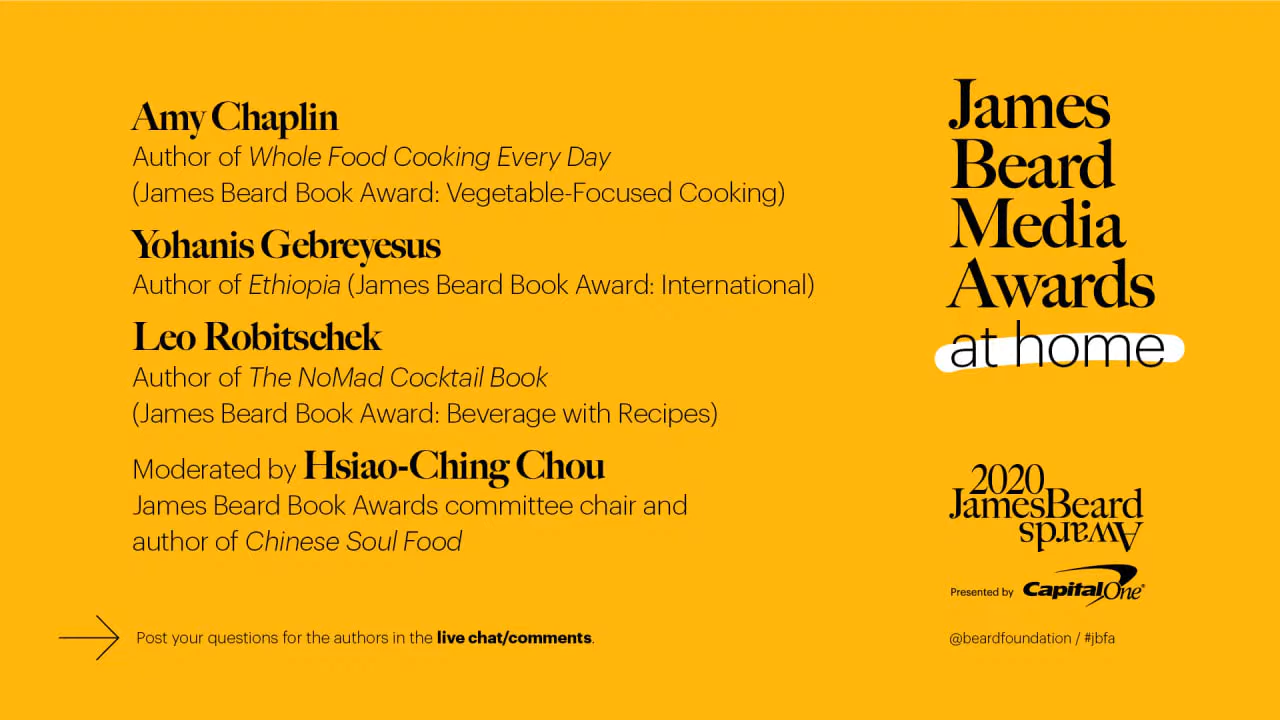 Amy Chaplin
Author of Whole Food Cooking Every Day
(James Beard Book Award: Vegetable-Focused Cooking)
Yohanis Gebreyesus
Author of Ethiopia (James Beard Book Award: International)
Leo Robitschek
Author of The NoMad Cocktail Book
(James Beard Book Award: Beverage with Recipes)
Moderated by Hsiao-Ching Chou
James Beard Book Awards committee chair and
author of Chinese Soul Food
Post your questions for the authors in the live chat/comments.
James
Beard
Media
Awards
at home
2020
JamesBeard
Awards
Presented by CapitalOne®
@beardfoundation / #jbfa